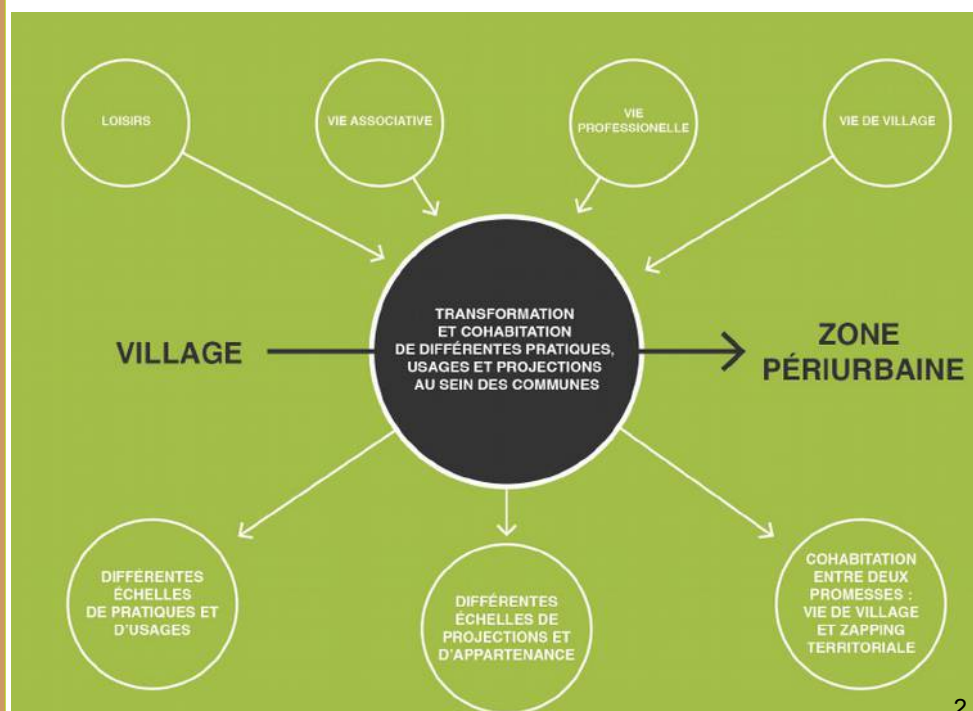 LOISIRS
VIE ASSOCIATIVE
VIE
PROFESSIONELLE
VIE DE VILLAGE
TRANSFORMATION
ET COHABITATION
DE DIFFÉRENTES PRATIQUES,
USAGES ET PROJECTIONS
AU SEIN DES COMMUNES
VILLAGE
ZONE
PÉRIURBAINE
DIFFÉRENTES
ÉCHELLES
DE PRATIQUES ET
D'USAGES
DIFFÉRENTES
ÉCHELLES DE
PROJECTIONS ET
D'APPARTENANCE
COHABITATION
ENTRE DEUX
PROMESSES :
VIE DE VILLAGE
ET ZAPPING
TERRITORIALE
2